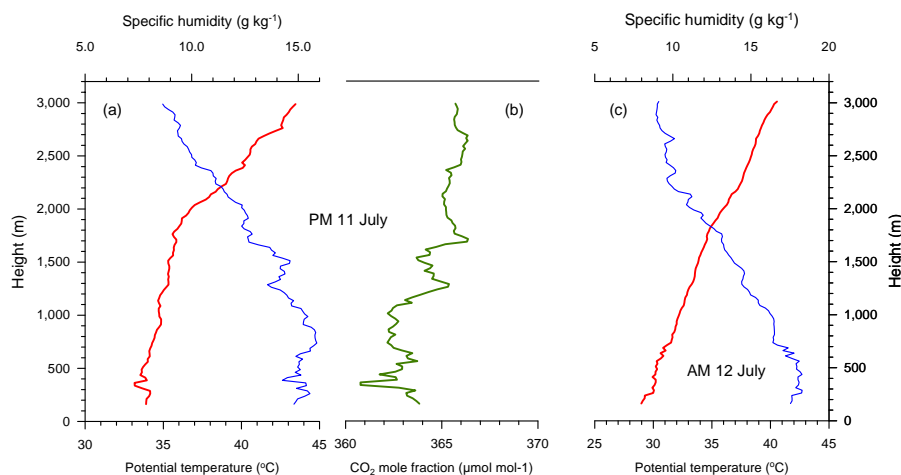 Specific humidity (g kg-1)
Specific humidity (g kg-1)
5.0 10.0 15.0
5 10 15 20
(a) (b) (c)
3,000 3,000
2,500 2,500
2,000 2,000
PM 11 July
1,500 1,500
1,000 1,000
500 500
AM 12 July
0 0
Height (m)
Height (m)
30 35 40 45
360 365 370
25 30 35 40 45
Potential temperature (oC)
CO2 mole fraction (μmol mol-1)
Potential temperature (oC)